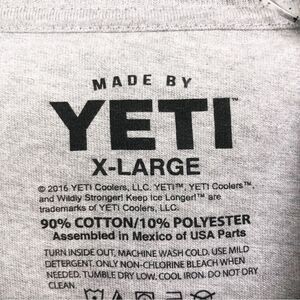 MADE BY
YETI™
X-LARGE
© 2016 YETI Coolers, LLC. YETI™, YETI Coolers™,
and Wildly Stronger! Keep Ice Longer!™ are
trademarks of YETI Coolers, LLC.
90% COTTON/10% POLYESTER
Assembled in Mexico of USA Parts
TURN INSIDE OUT, MACHINE WASH COLD. USE MILD
DETERGENT. ONLY NON-CHLORINE BLEACH WHEN
NEEDED. TUMBLE DRY LOW. COOL IRON. DO NOT DRY
CLEAN.